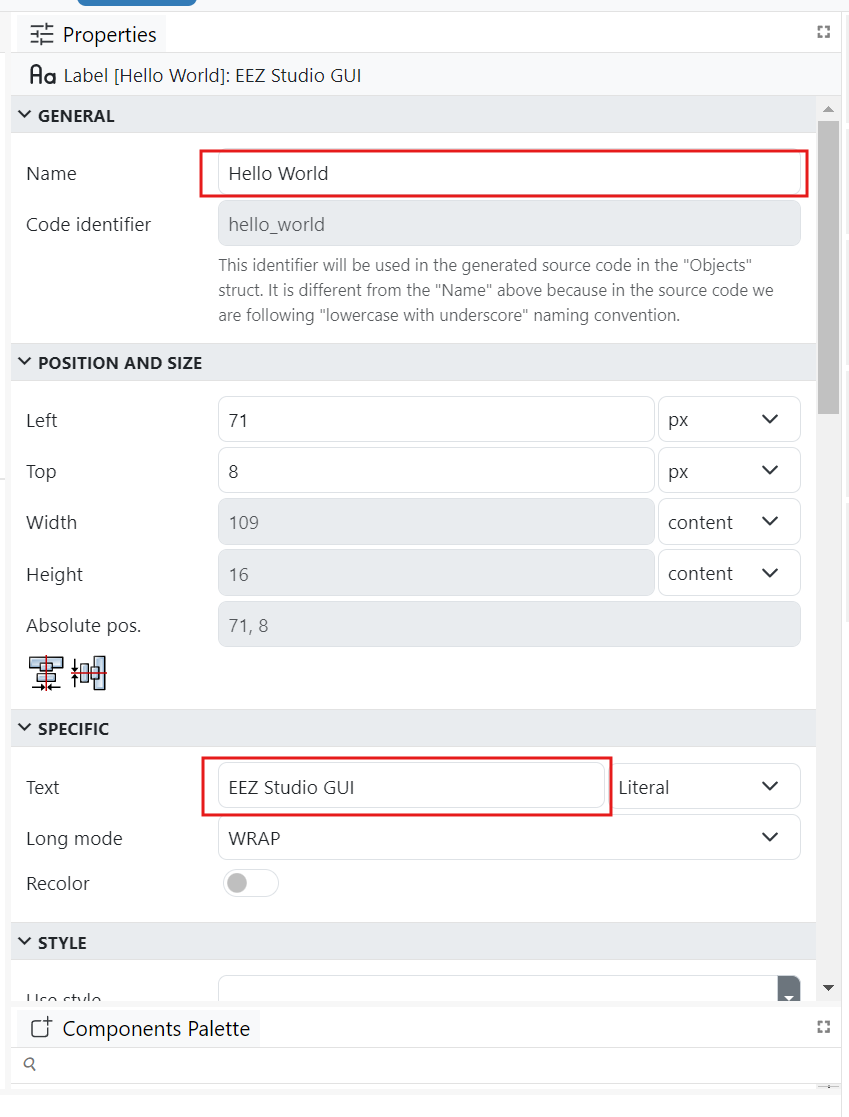 Properties
Aa Label [Hello World]: EEZ Studio GUI
GENERAL
Name Hello World
Code identifier hello_world
This identifier will be used in the generated source code in the "Objects"
struct. It is different from the "Name" above because in the source code we
are following "lowercase with underscore" naming convention.
POSITION AND SIZE
Left 71 px
Top 8 px
Width 109 content
Height 16 content
Absolute pos. 71, 8
SPECIFIC
Text EEZ Studio GUI Literal
Long mode WRAP
Recolor
STYLE
Use style
Components Palette